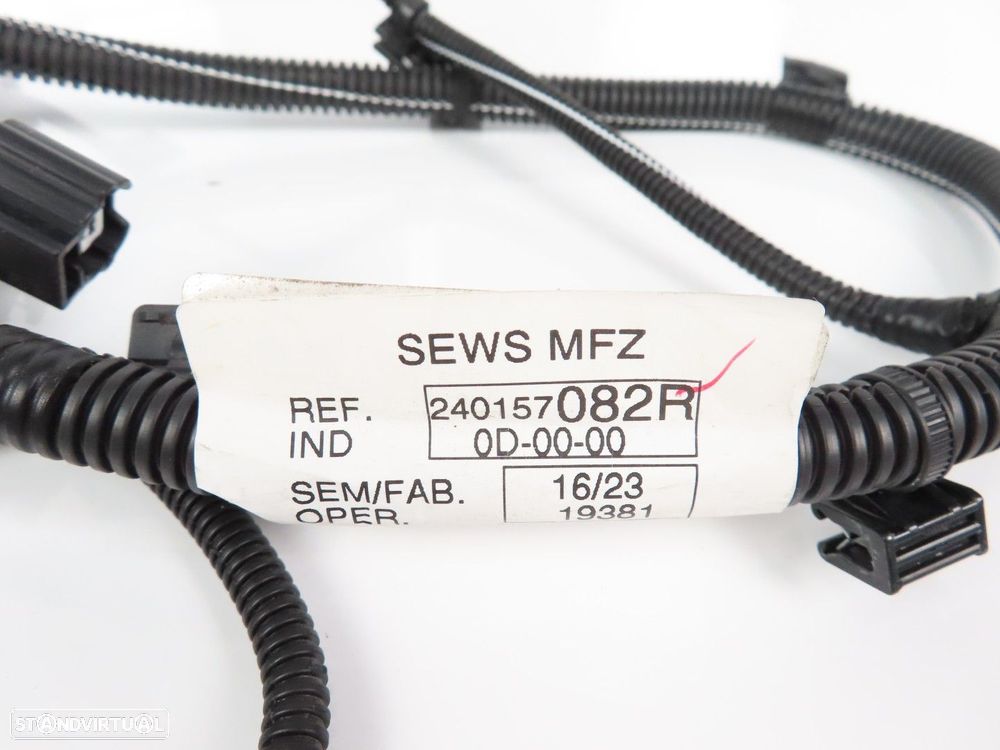 SEWS MFZ
REF. 240157082R
IND 0D-00-00
SEM/FAB. 16/23
OPER. 19381
STANDVIRTUAL